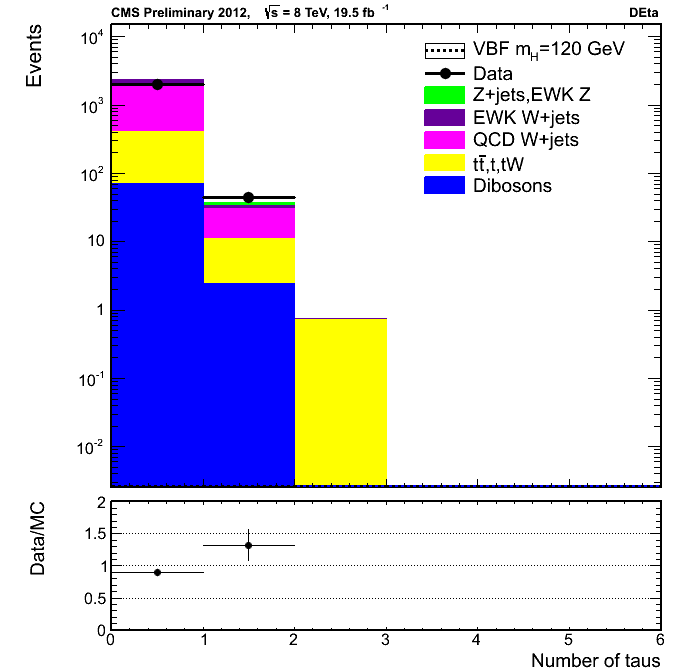 CMS Preliminary 2012, √s = 8 TeV, 19.5 fb⁻¹ DEta
Events
10⁴
10³
10²
10
1
10⁻¹
10⁻²
VBF m_H=120 GeV
Data
Z+jets,EWK Z
EWK W+jets
QCD W+jets
tt̅,t,tW
Dibosons
Data/MC
2
1.5
1
0.5
0
0 1 2 3 4 5 6
Number of taus